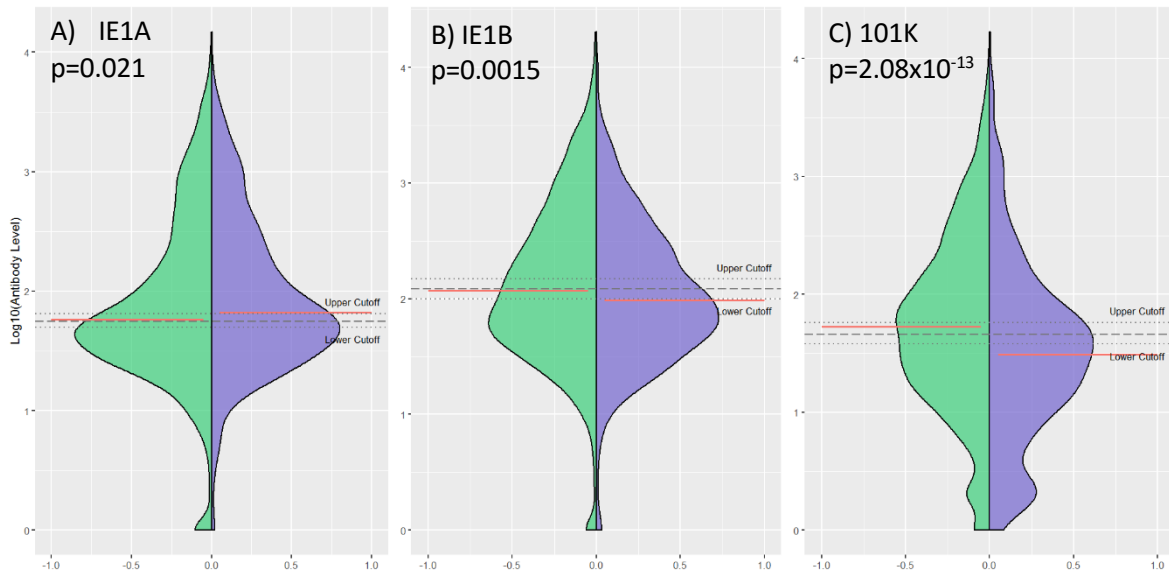 A) IE1A
p=0.021
B) IE1B
p=0.0015
C) 101K
p=2.08x10⁻¹³
Log10(Antibody Level)
4
3
2
1
0
Upper Cutoff
Lower Cutoff
-1.0 -0.5 0.0 0.5 1.0
4
3
2
1
0
Upper Cutoff
Lower Cutoff
-1.0 -0.5 0.0 0.5 1.0
4
3
2
1
0
Upper Cutoff
Lower Cutoff
-1.0 -0.5 0.0 0.5 1.0